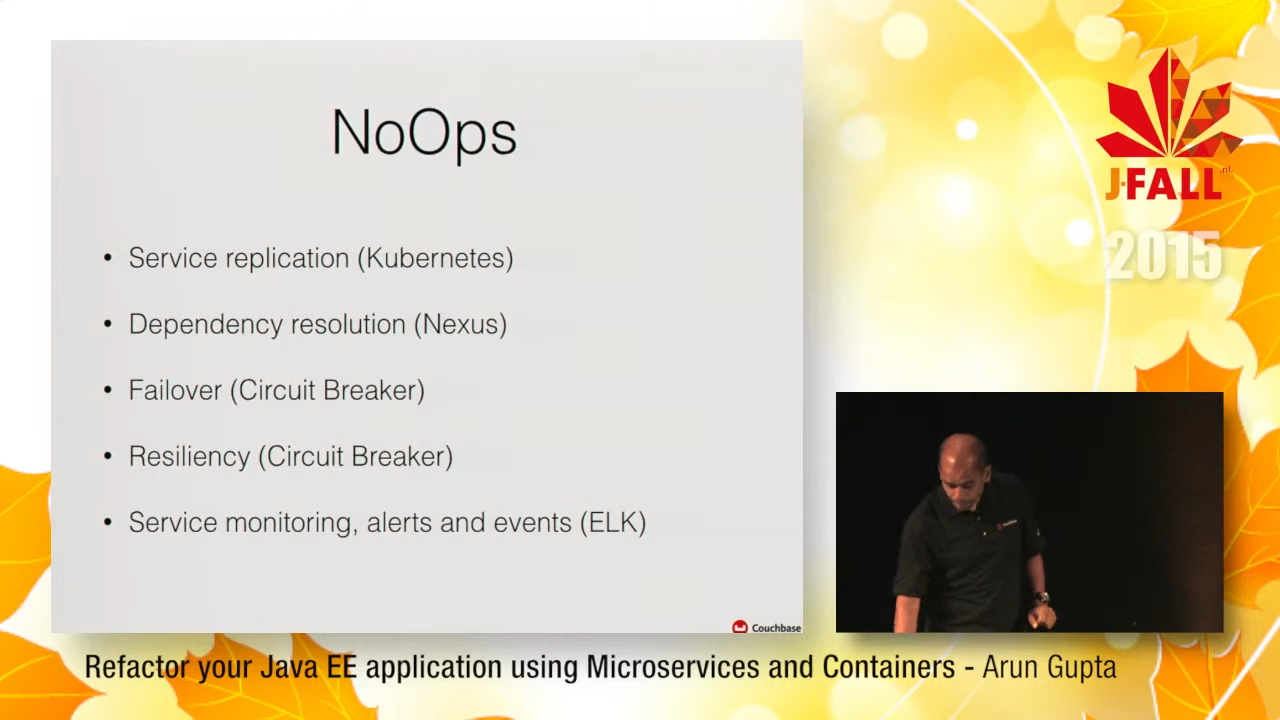 NoOps
• Service replication (Kubernetes)
• Dependency resolution (Nexus)
• Failover (Circuit Breaker)
• Resiliency (Circuit Breaker)
• Service monitoring, alerts and events (ELK)
Couchbase
J-FALL
.nl
2015
Refactor your Java EE application using Microservices and Containers - Arun Gupta